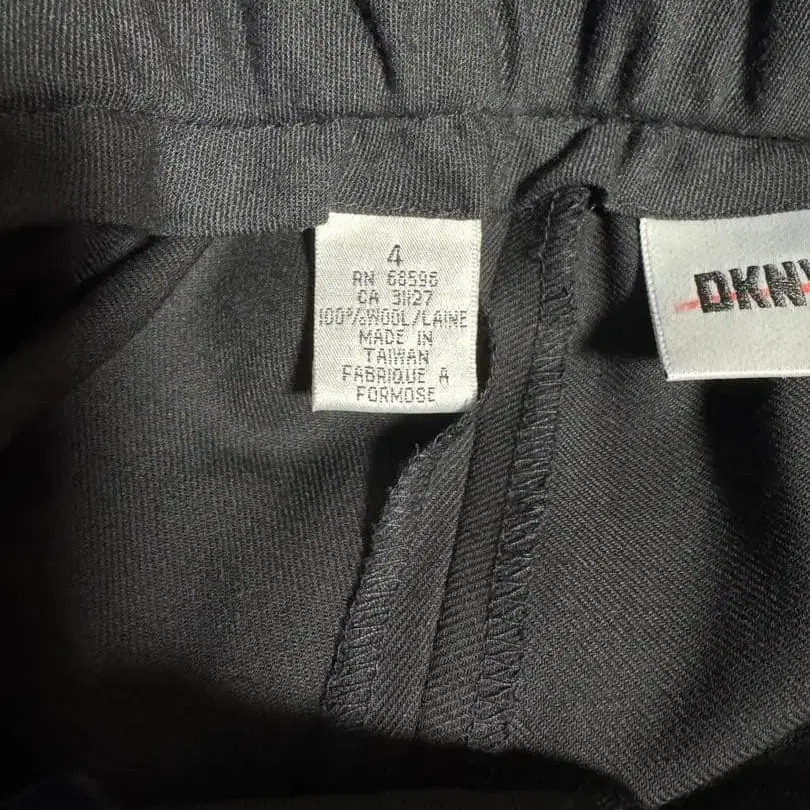 4
RN 68596
CA 31127
100% WOOL/LAINE
MADE IN
TAIWAN
FABRIQUE A
FORMOSE
DKNY